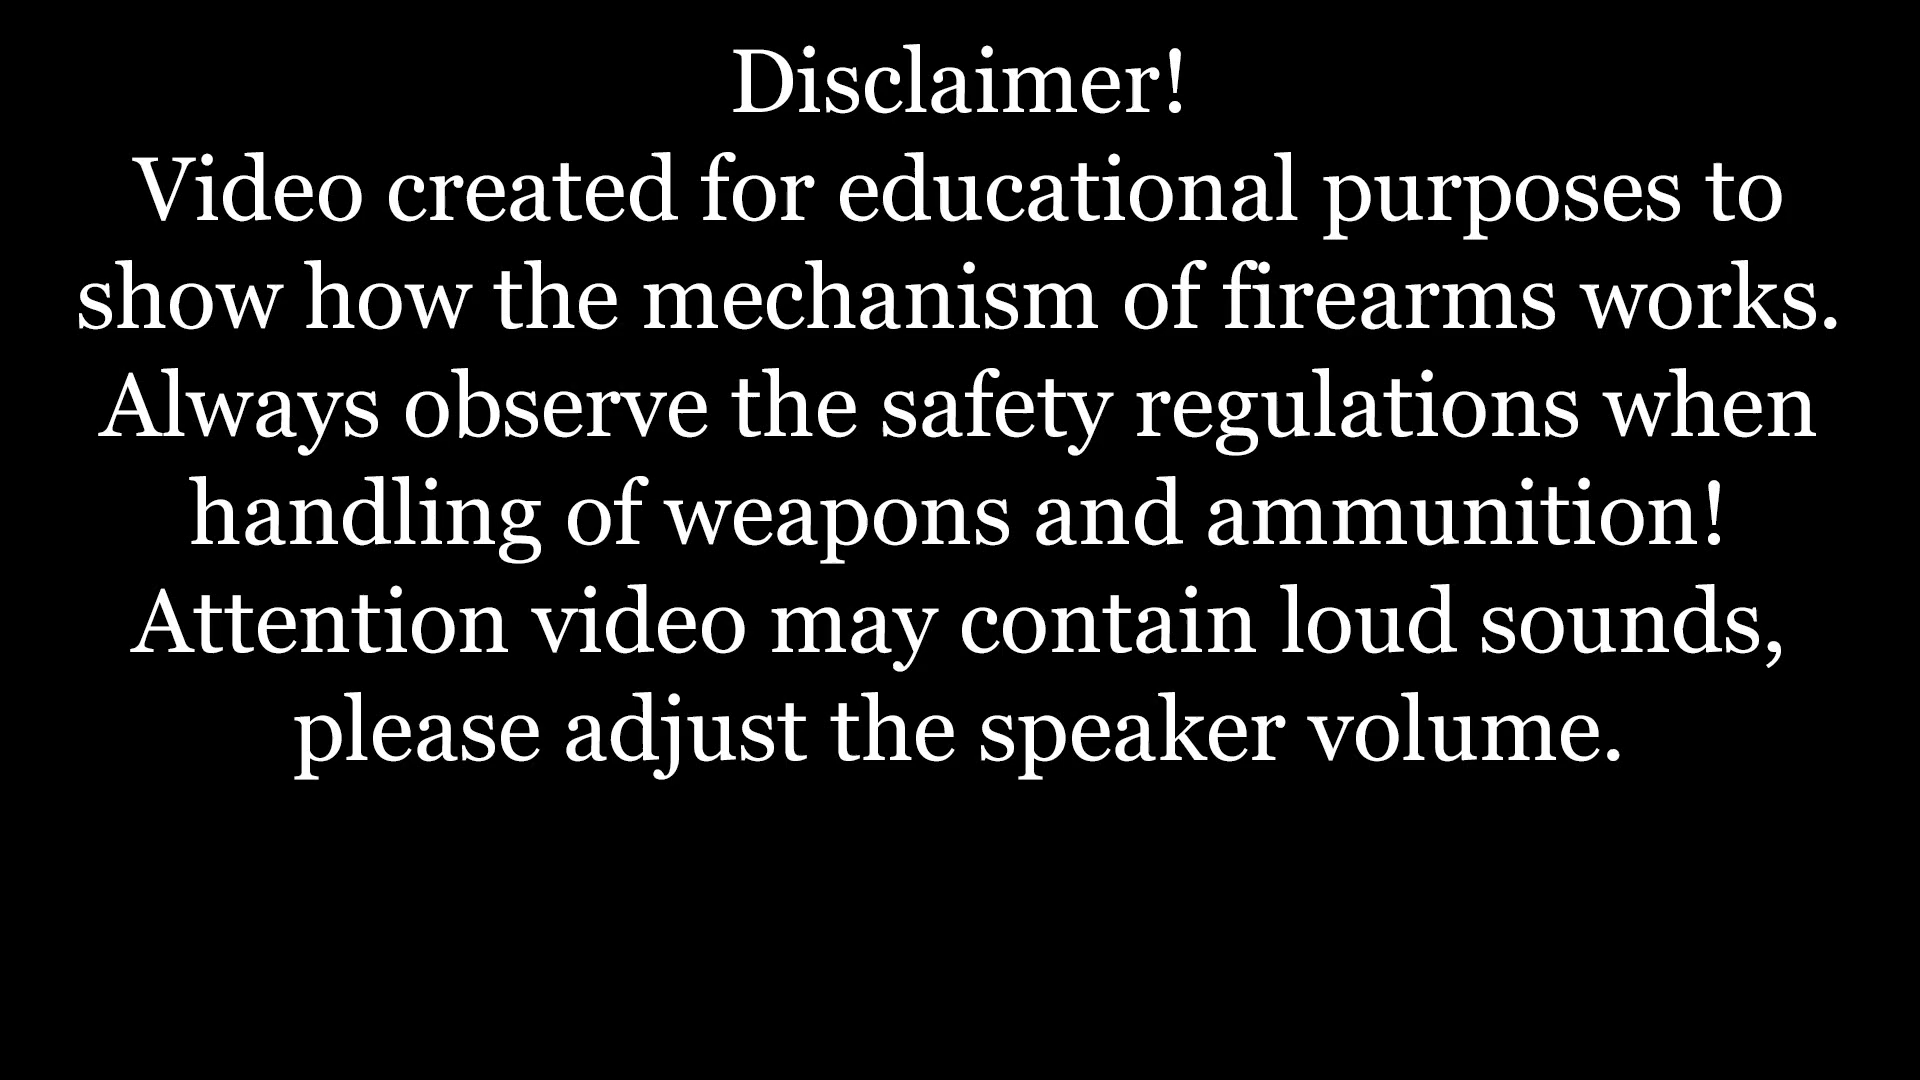 Disclaimer!
Video created for educational purposes to
show how the mechanism of firearms works.
Always observe the safety regulations when
handling of weapons and ammunition!
Attention video may contain loud sounds,
please adjust the speaker volume.